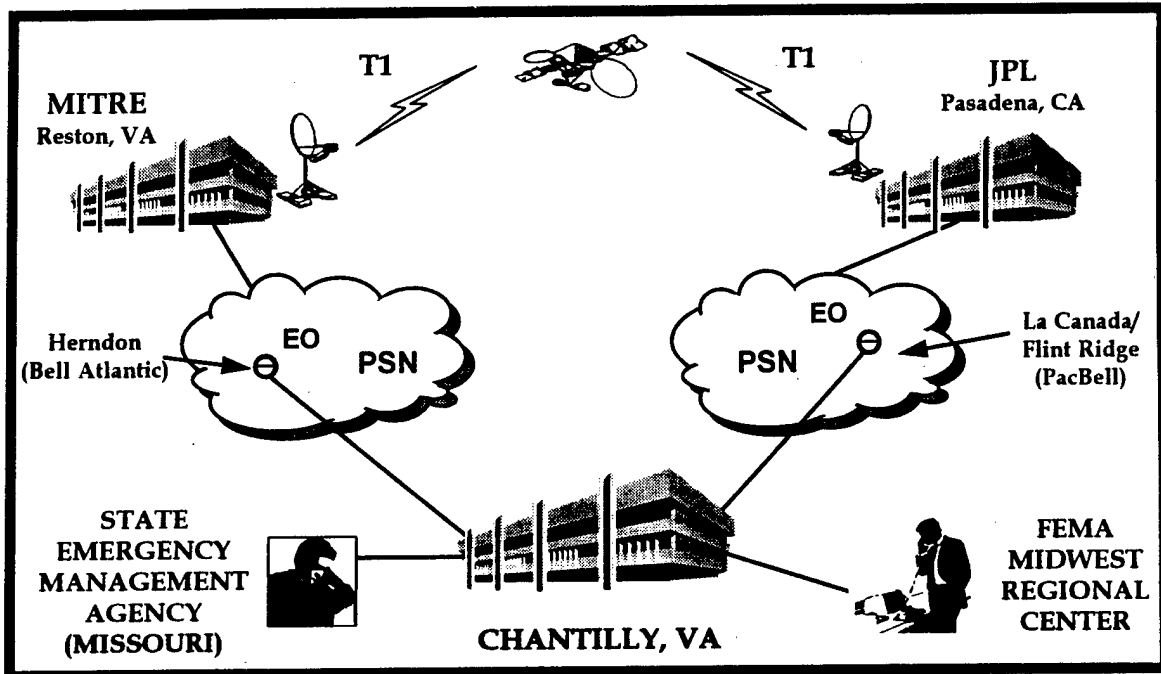 T1
T1
MITRE
Reston, VA
JPL
Pasadena, CA
Herndon
(Bell Atlantic)
EO
PSN
EO
PSN
La Canada/
Flint Ridge
(PacBell)
STATE
EMERGENCY
MANAGEMENT
AGENCY
(MISSOURI)
CHANTILLY, VA
FEMA
MIDWEST
REGIONAL
CENTER